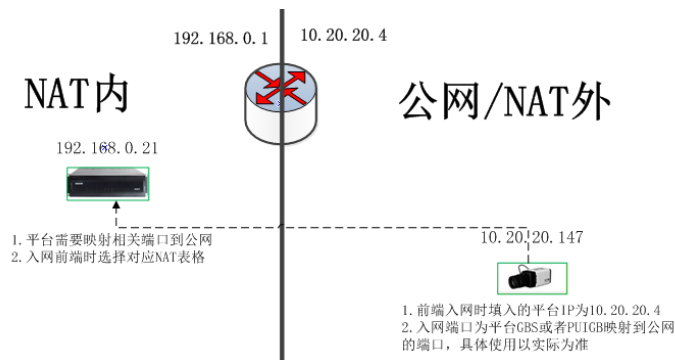 192.168.0.1
10.20.20.4
NAT内
公网/NAT外
192.168.0.21
1.平台需要映射相关端口到公网
2.入网前端时选择对应NAT表格
10.20.20.147
1.前端入网时填入的平台IP为10.20.20.4
2.入网端口为平台GBS或者PUIGB映射到公网
的端口，具体使用以实际为准